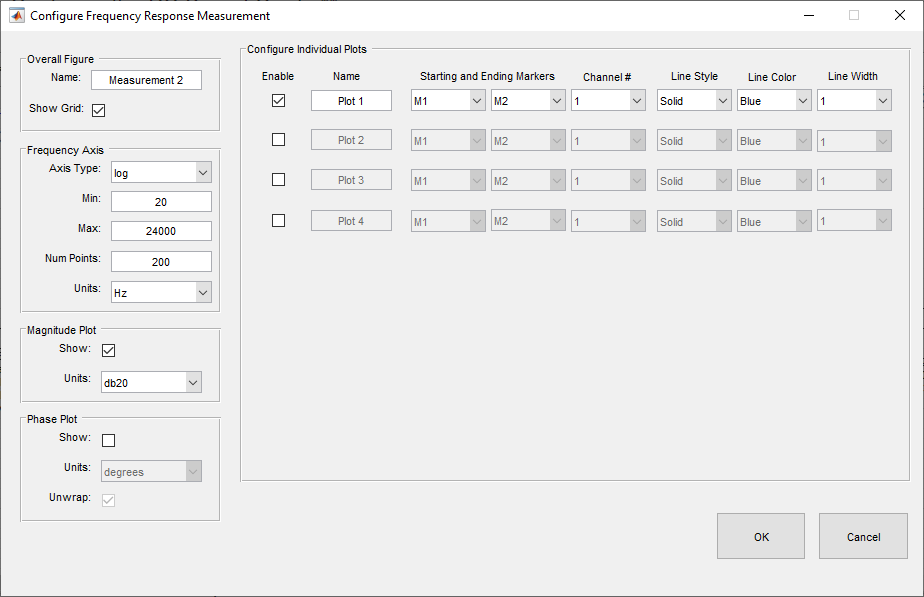 Configure Frequency Response Measurement
Overall Figure
Name: Measurement 2
Show Grid:
Frequency Axis
Axis Type: log
Min: 20
Max: 24000
Num Points: 200
Units: Hz
Magnitude Plot
Show:
Units: db20
Phase Plot
Show:
Units: degrees
Unwrap:
Configure Individual Plots
Enable Name Starting and Ending Markers Channel # Line Style Line Color Line Width
Plot 1 M1 M2 1 Solid Blue 1
Plot 2 M1 M2 1 Solid Blue 1
Plot 3 M1 M2 1 Solid Blue 1
Plot 4 M1 M2 1 Solid Blue 1
OK Cancel